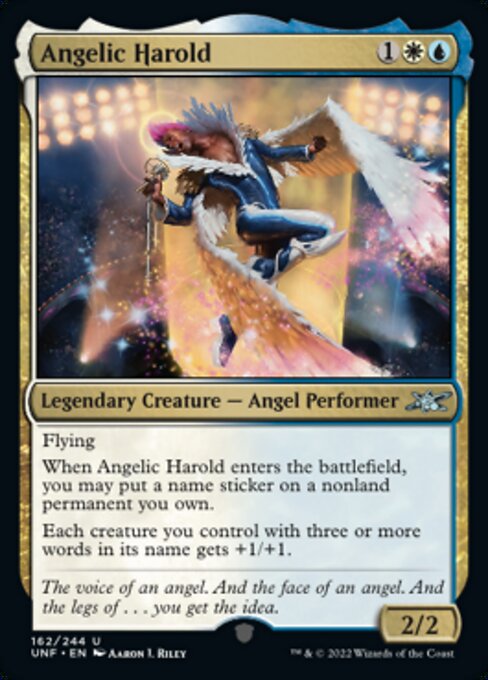 Angelic Harold 1
Legendary Creature — Angel Performer
Flying
When Angelic Harold enters the battlefield,
you may put a name sticker on a nonland
permanent you own.
Each creature you control with three or more
words in its name gets +1/+1.
The voice of an angel. And the face of an angel. And
the legs of . . . you get the idea.
2/2
162/244 U
UNF • EN AARON J. RILEY
™ & © 2022 Wizards of the Coast